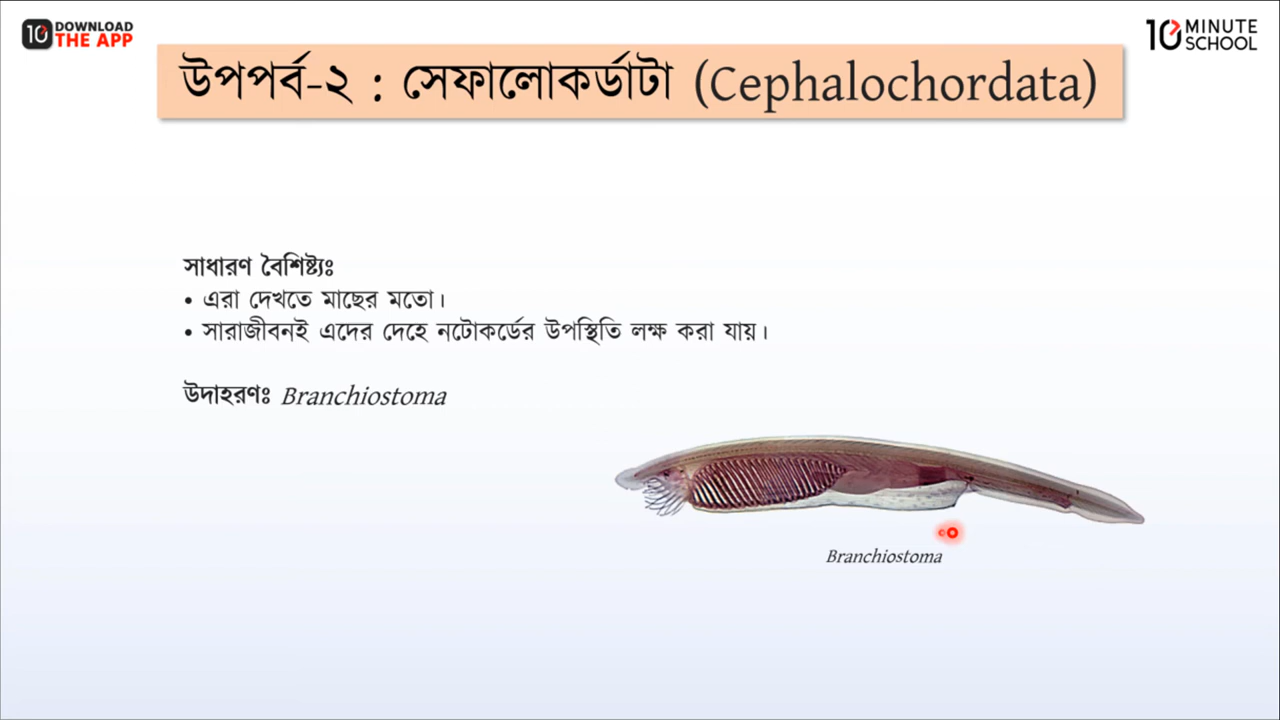 10 DOWNLOAD
THE APP
10 MINUTE
SCHOOL
উপপর্ব-২ : সেফালোকর্ডাটা (Cephalochordata)
সাধারণ বৈশিষ্ট্যঃ
• এরা দেখতে মাছের মতো।
• সারাজীবনই এদের দেহে নটোকর্ডের উপস্থিতি লক্ষ করা যায়।
উদাহরণঃ Branchiostoma
Branchiostoma